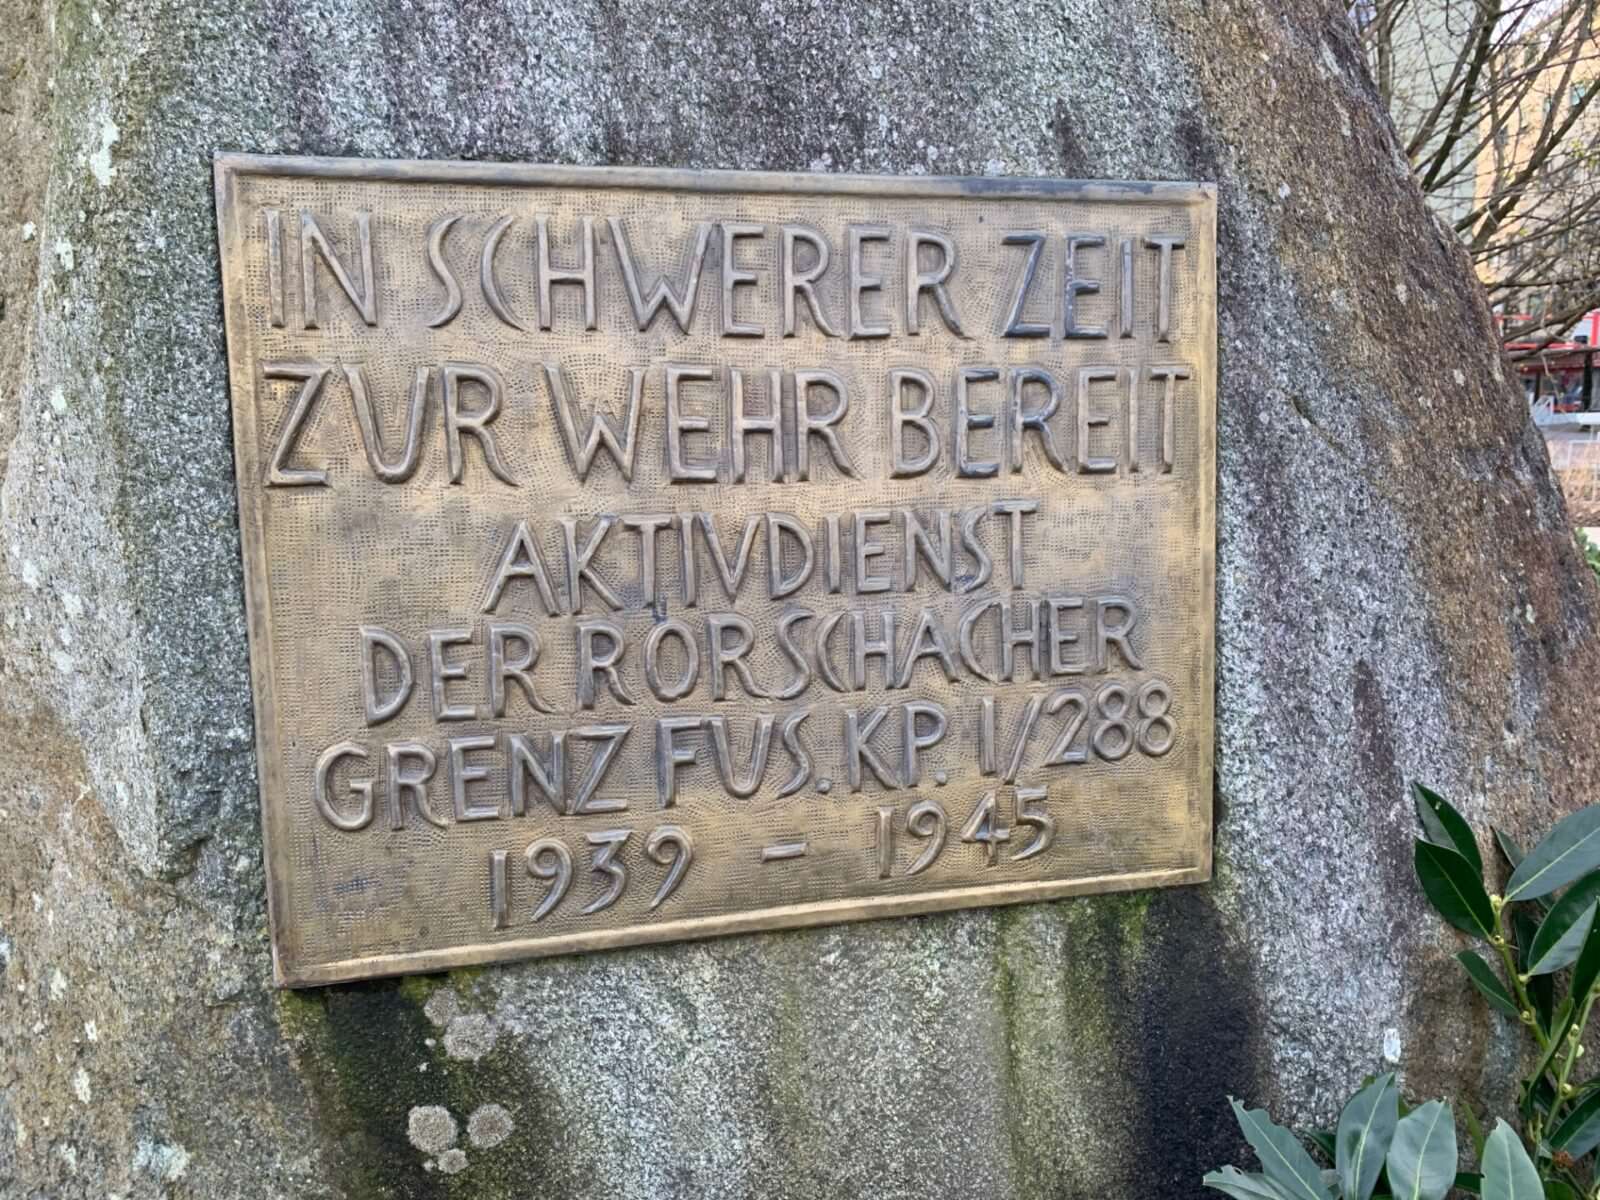 IN SCHWERER ZEIT
ZUR WEHR BEREIT
AKTIVDIENST
DER RORSCHACHER
GRENZ FUS. KP. I/288
1939 – 1945